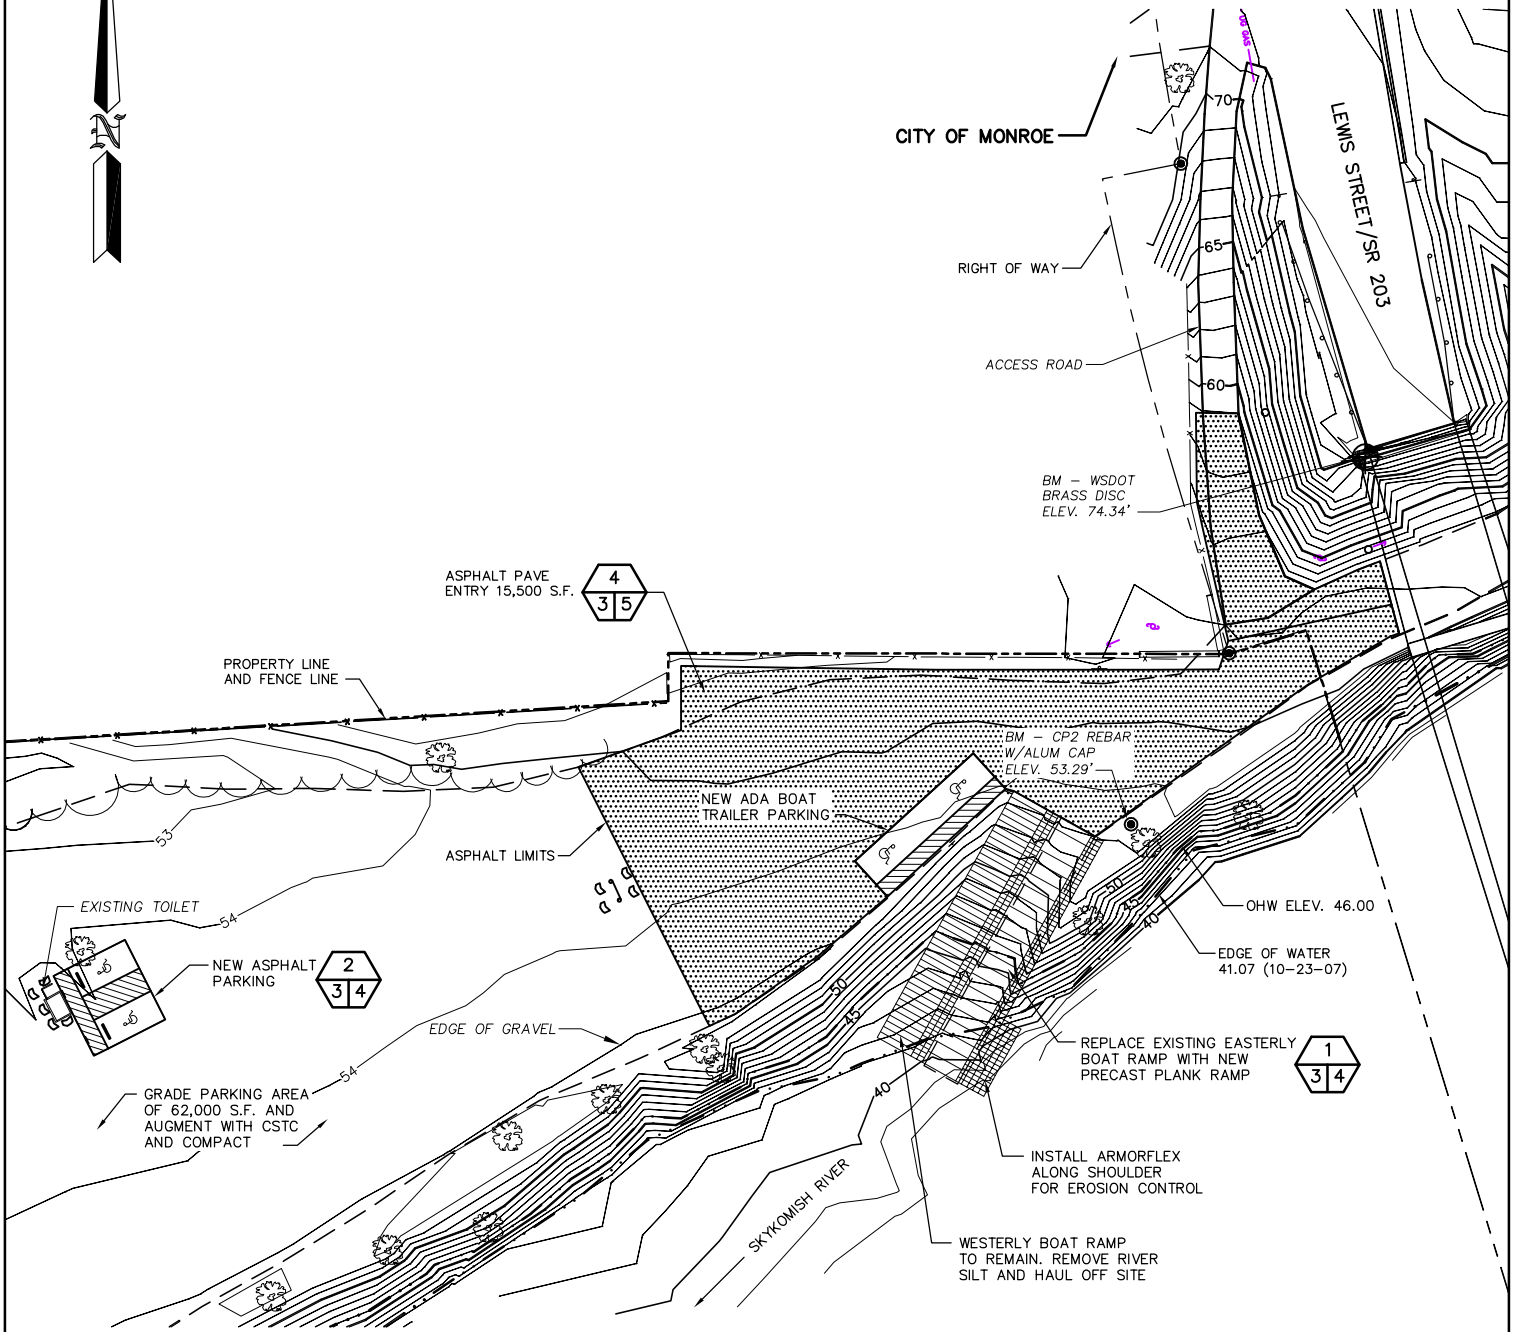 UG GAS
70
CITY OF MONROE
LEWIS STREET/SR 203
65
RIGHT OF WAY
ACCESS ROAD
60
BM – WSDOT
BRASS DISC
ELEV. 74.34'
ASPHALT PAVE
ENTRY 15,500 S.F.
4
3 5
PROPERTY LINE
AND FENCE LINE
BM – CP2 REBAR
W/ALUM CAP
ELEV. 53.29'
NEW ADA BOAT
TRAILER PARKING
53
ASPHALT LIMITS
50
45
40
OHW ELEV. 46.00
EXISTING TOILET
54
EDGE OF WATER
41.07 (10–23–07)
NEW ASPHALT
PARKING
2
3 4
50
45
EDGE OF GRAVEL
REPLACE EXISTING EASTERLY
BOAT RAMP WITH NEW
PRECAST PLANK RAMP
1
3 4
54
40
GRADE PARKING AREA
OF 62,000 S.F. AND
AUGMENT WITH CSTC
AND COMPACT
INSTALL ARMORFLEX
ALONG SHOULDER
FOR EROSION CONTROL
SKYKOMISH RIVER
WESTERLY BOAT RAMP
TO REMAIN. REMOVE RIVER
SILT AND HAUL OFF SITE
N